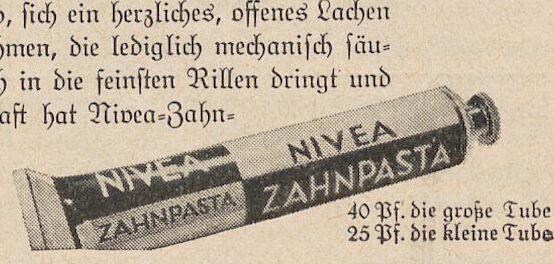 , sich ein herzliches, offenes Lachen
hmen, die lediglich mechanisch säu=
h in die feinsten Rillen dringt und
aft hat Nivea=Zahn=
NIVEA
NIVEA
ZAHNPASTA
ZAHNPASTA
40 Pf. die große Tube
25 Pf. die kleine Tube